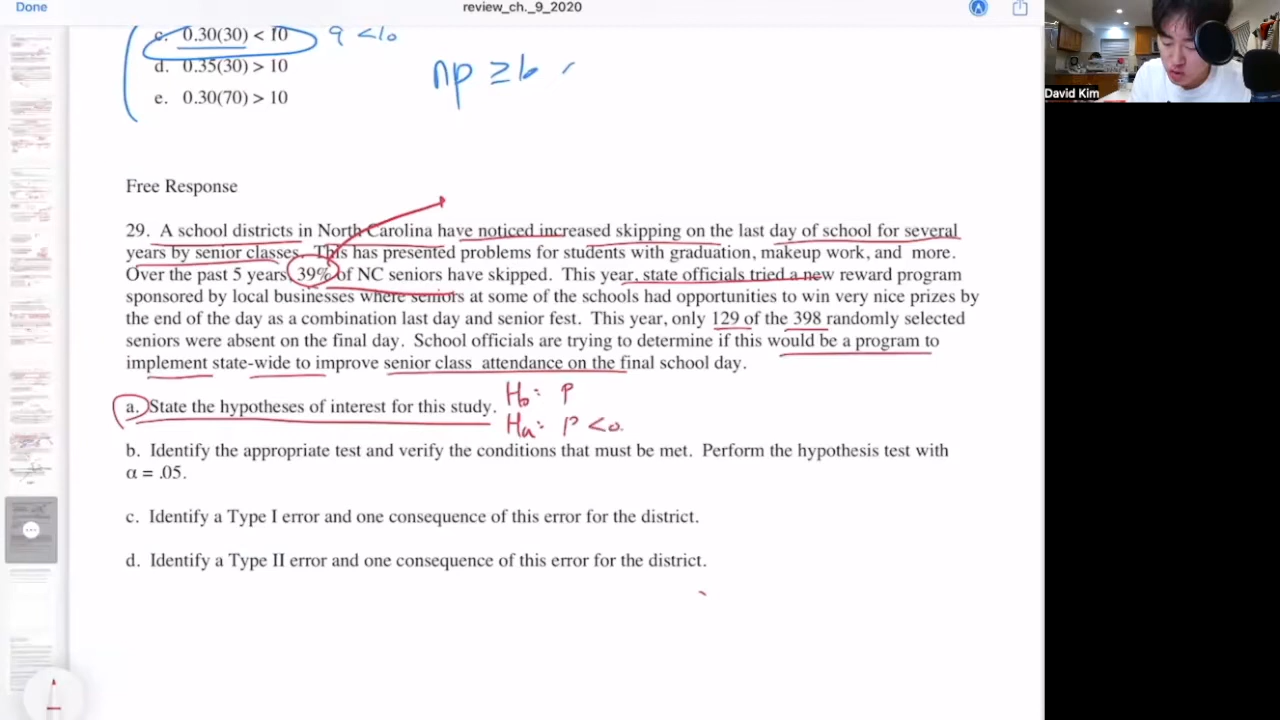 Done
review_ch._9_2020
c. 0.30(30) < 10 9 <10
d. 0.35(30) > 10
np ≥
e. 0.30(70) > 10
David Kim
Free Response
29. A school districts in North Carolina have noticed increased skipping on the last day of school for several
years by senior classes. This has presented problems for students with graduation, makeup work, and more.
Over the past 5 years, 39% of NC seniors have skipped. This year, state officials tried a new reward program
sponsored by local businesses where seniors at some of the schools had opportunities to win very nice prizes by
the end of the day as a combination last day and senior fest. This year, only 129 of the 398 randomly selected
seniors were absent on the final day. School officials are trying to determine if this would be a program to
implement state-wide to improve senior class attendance on the final school day.
H₀: P
a. State the hypotheses of interest for this study.
Hₐ: P <0.
b. Identify the appropriate test and verify the conditions that must be met. Perform the hypothesis test with
α = .05.
c. Identify a Type I error and one consequence of this error for the district.
d. Identify a Type II error and one consequence of this error for the district.